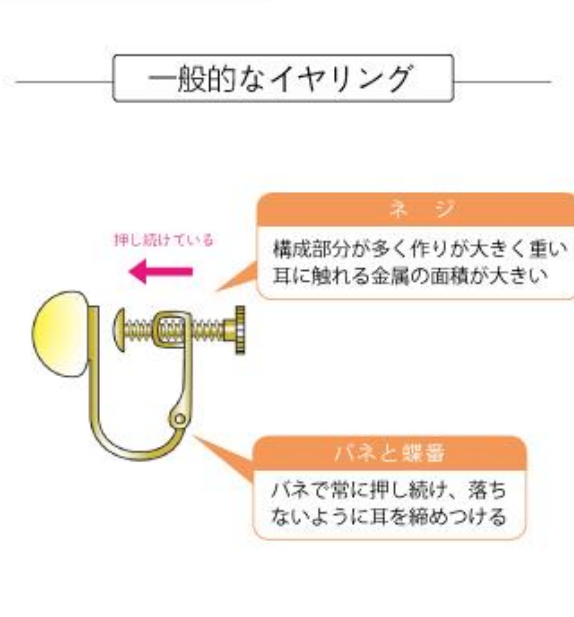 一般的なイヤリング
ネジ
構成部分が多く作りが大きく重い
耳に触れる金属の面積が大きい
押し続けている
バネと蝶番
バネで常に押し続け、落ち
ないように耳を締めつける